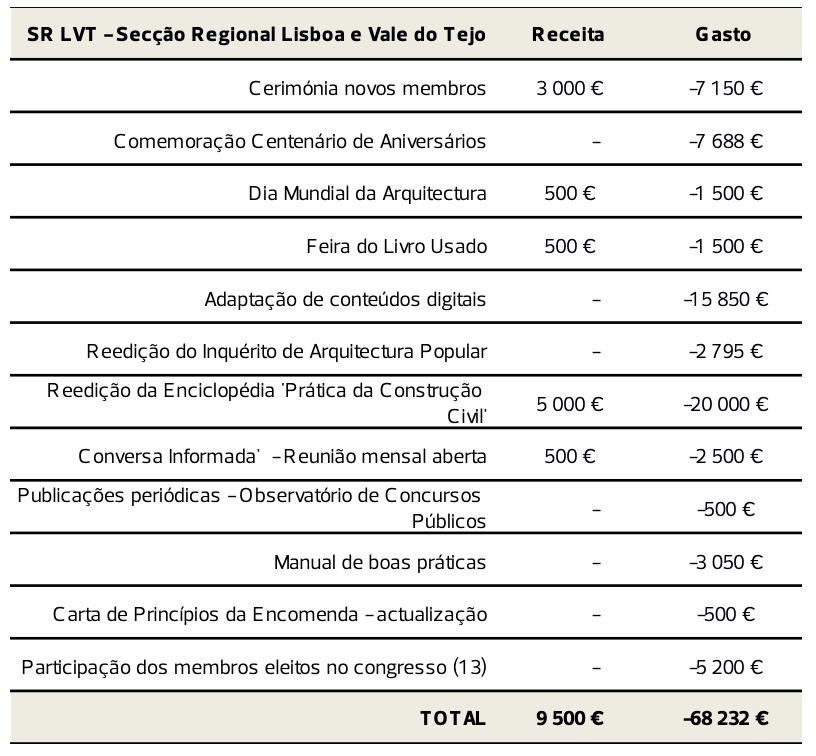 SR LVT – Secção Regional Lisboa e Vale do Tejo Receita Gasto
Cerimónia novos membros 3 000 € -7 150 €
Comemoração Centenário de Aniversários – -7 688 €
Dia Mundial da Arquitectura 500 € -1 500 €
Feira do Livro Usado 500 € -1 500 €
Adaptação de conteúdos digitais – -15 850 €
Reedição do Inquérito de Arquitectura Popular – -2 795 €
Reedição da Enciclopédia 'Prática da Construção
Civil' 5 000 € -20 000 €
Conversa Informada' – Reunião mensal aberta 500 € -2 500 €
Publicações periódicas – Observatório de Concursos
Públicos – -500 €
Manual de boas práticas – -3 050 €
Carta de Princípios da Encomenda – actualização – -500 €
Participação dos membros eleitos no congresso (13) – -5 200 €
TOTAL 9 500 € -68 232 €